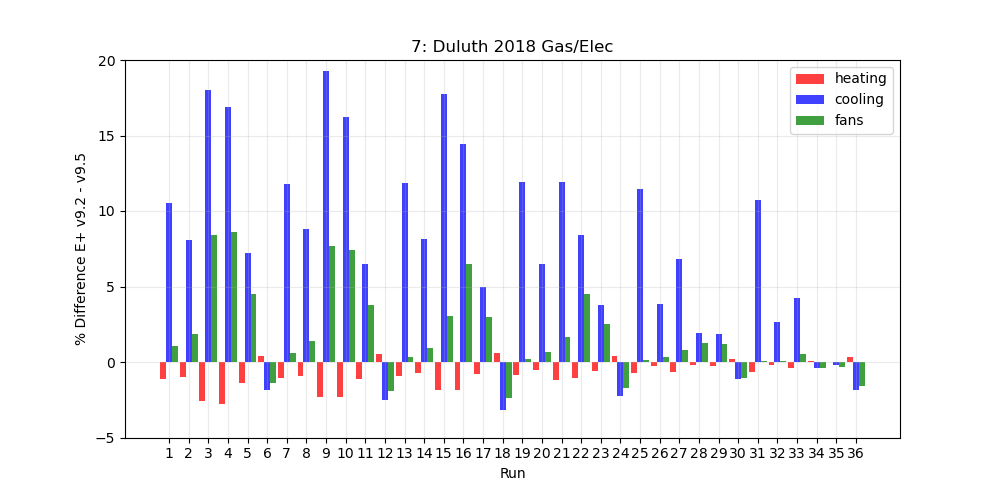 7: Duluth 2018 Gas/Elec
% Difference E+ v9.2 - v9.5
20
15
10
5
0
−5
heating
cooling
fans
1 2 3 4 5 6 7 8 9 10 11 12 13 14 15 16 17 18 19 20 21 22 23 24 25 26 27 28 29 30 31 32 33 34 35 36
Run